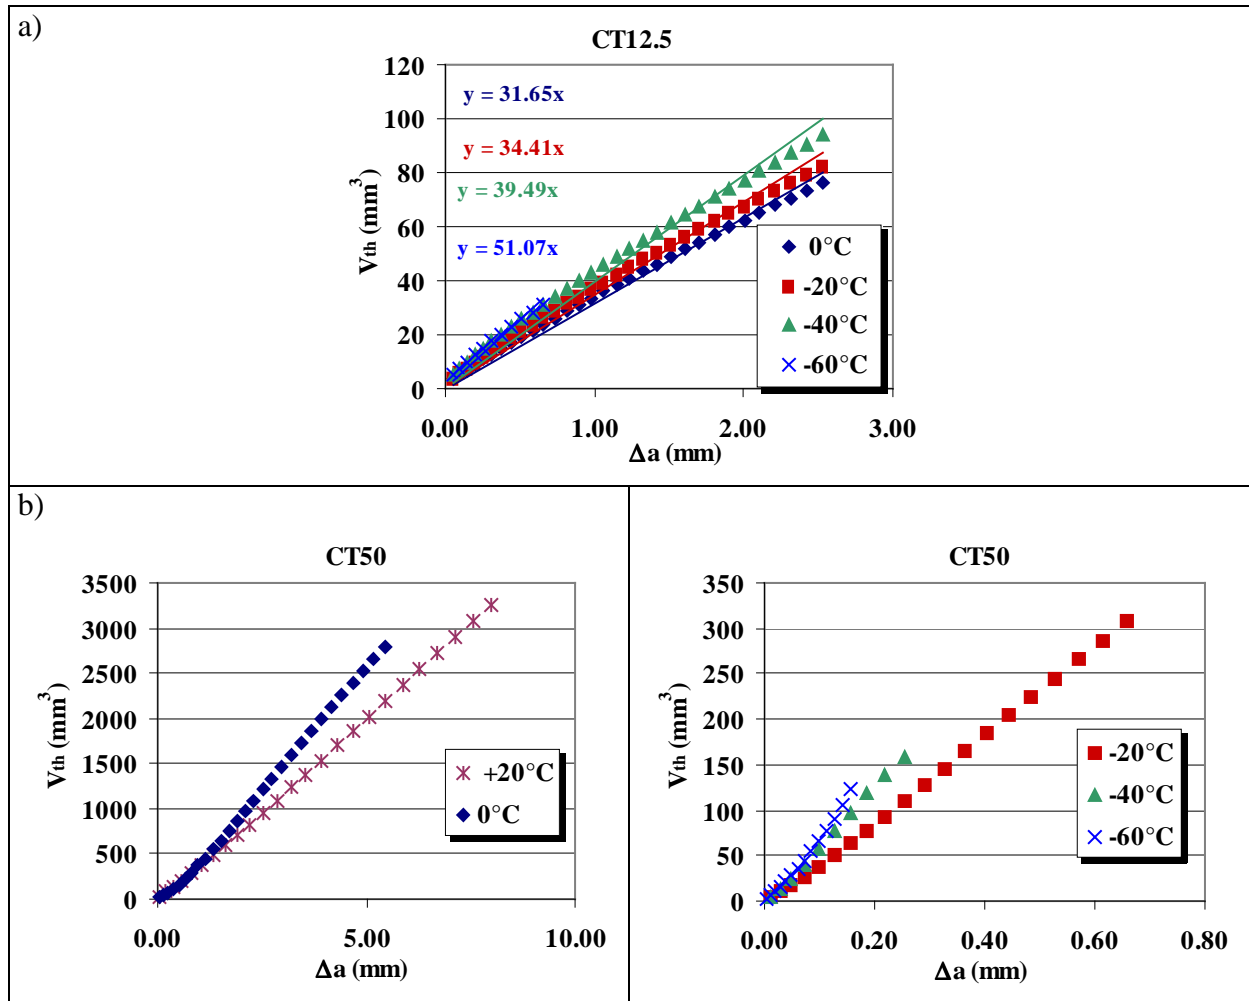 a)
CT12.5
120
100
80
60
40
20
0
Vth (mm³)
y = 31.65x
y = 34.41x
y = 39.49x
y = 51.07x
0°C
-20°C
-40°C
-60°C
0.00 1.00 2.00 3.00
Δa (mm)
b)
CT50
3500
3000
2500
2000
1500
1000
500
0
Vth (mm³)
+20°C
0°C
0.00 5.00 10.00
Δa (mm)
CT50
350
300
250
200
150
100
50
0
Vth (mm³)
-20°C
-40°C
-60°C
0.00 0.20 0.40 0.60 0.80
Δa (mm)